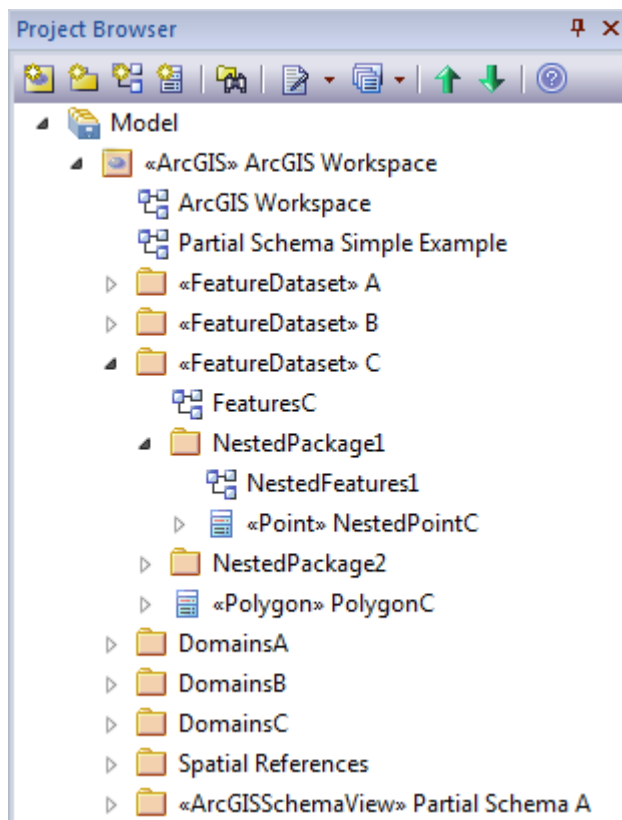 Project Browser
Model
«ArcGIS» ArcGIS Workspace
ArcGIS Workspace
Partial Schema Simple Example
«FeatureDataset» A
«FeatureDataset» B
«FeatureDataset» C
FeaturesC
NestedPackage1
NestedFeatures1
«Point» NestedPointC
NestedPackage2
«Polygon» PolygonC
DomainsA
DomainsB
DomainsC
Spatial References
«ArcGISSchemaView» Partial Schema A